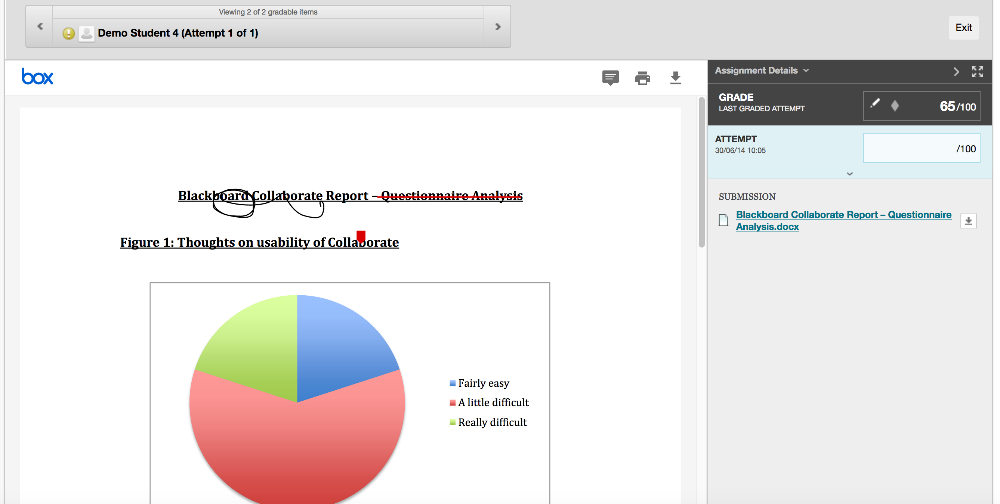 Viewing 2 of 2 gradable items
Demo Student 4 (Attempt 1 of 1)
Exit
box
Assignment Details
GRADE
LAST GRADED ATTEMPT
65/100
ATTEMPT
30/06/14 10:05
/100
SUBMISSION
Blackboard Collaborate Report – Questionnaire
Analysis.docx
Blackboard Collaborate Report – Questionnaire Analysis
Figure 1: Thoughts on usability of Collaborate
Fairly easy
A little difficult
Really difficult